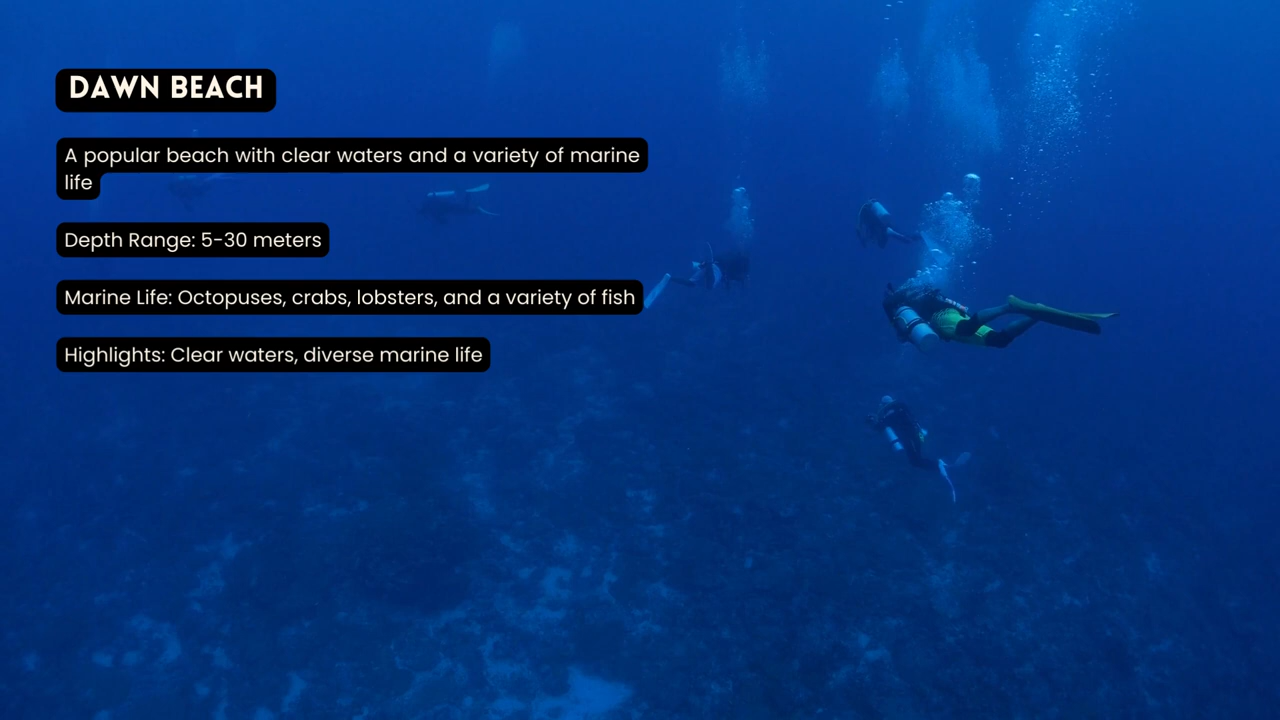 DAWN BEACH
A popular beach with clear waters and a variety of marine
life
Depth Range: 5-30 meters
Marine Life: Octopuses, crabs, lobsters, and a variety of fish
Highlights: Clear waters, diverse marine life